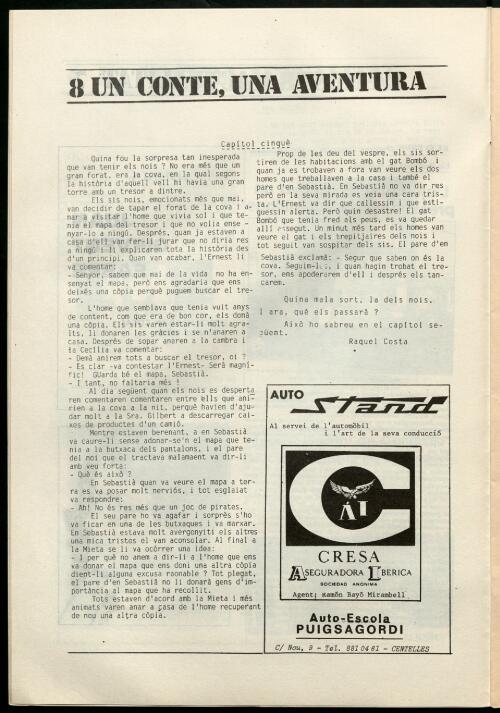 8 UN CONTE, UNA AVENTURA
Capítol cinquè
Quina fou la sorpresa tan inesperada
que van tenir els nois ? No era més que un
gran forat, era la cova, en la qual segons
la història d'aquell vell hi havia una gran
torre amb un tresor a dintre.
Els sis nois, emocionats més que mai,
van decidir de tapar el forat de la cova i a-
nar a visitar l'home que vivia sol i que te-
nia el mapa del tresor i que no volia ense -
nyar-lo a ningú. Després, quan ja estaven a
casa d'ell van fer-li jurar que no diria res
a ningú i li explicaren tota la història des
d'un principi. Quan van acabar, l'Ernest li
va comentar:
- Senyor, sabem que mai de la vida no ha en-
senyat el mapa, però ens agradaria que ens
deixés una còpia perquè puguem buscar el tre-
sor.
L'home que semblava que tenia vuit anys
de content, com que era de bon cor, els donà
una còpia. Els sis varen estar-li molt agra-
ïts, li donaren les gràcies i se n'anaren a
casa. Després de sopar anaren a la cambra i
la Cecília va comentar:
- Demà anirem tots a buscar el tresor, oi ?
- Es clar -va contestar l'Ernest- Serà magní-
fic! GUarda bé el mapa, Sebastià.
- I tant, no faltaria més !
Al dia següent quan els nois es desperta
ren comentaren comentaren entre ells que ani-
rien a la cova a la nit, perquè havien d'aju-
dar molt a la Sra. Gilbert a descarregar cai-
xes de productes d'un camió.
Mentre estaven berenant, a en Sebastià
va caure-li sense adonar-se'n el mapa que te-
nia a la butxaca dels pantalons, i el pare
del noi que el tractava malament va dir-li
amb veu forta:
- Què és això ?
En Sebastià quan va veure el mapa a ter-
ra es va posar molt nerviós, i tot esglaiat
va respondre:
- Ah! No és res més que un joc de pirates.
El seu pare ho va agafar i sorprès s'ho
va ficar en una de les butxaques i va marxar.
En Sebastià estava molt avergonyit els altres
una mica tristos el van aconsolar. Al final a
la Mieta se li va ocórrer una idea:
- I per què no anem a dir-li a l'home que ens
va donar el mapa que ens doni una altra còpia
dient-li alguna excusa raonable ? Tot plegat,
el pare d'en Sebastià no li donarà gens d'im-
portància al mapa que ha recollit.
Tots estaven d'acord amb la Mieta i més
animats varen anar a casa de l'home recuperant
de nou una altra còpia.
Prop de les deu del vespre, els sis sor-
tiren de les habitacions amb el gat Bombó i
quan ja es trobaven a fora van veure els dos
homes que treballaven a la casa i també el
pare d'en Sebastià. En Sebastià no va dir res
però en la seva mirada es veia una cara tris-
ta. L'Ernest va dir que callessin i que esti-
guessin alerta. Però quin desastre! El gat
Bombó que tenia fred als peus, es va quedar
allí assegut. Un minut més tard els homes van
veure el gat i els trepitjaires dels nois i
tot seguit van sospitar dels sis. El pare d'en
Sebastià exclamà: - Segur que saben on és la
cova. Seguim-los, i quan hagin trobat el tre-
sor, ens apoderarem d'ell i després els tan-
carem.
Quina mala sort, la dels nois.
I ara, què els passarà ?
Això ho sabreu en el capítol se-
güent.
Raquel Costa
AUTO Stand
Al servei de l'automòbil
i l'art de la seva conducció
C
ÁI
CRESA
ASEGURADORA IBERICA
SOCIEDAD ANONIMA
Agent; Ramón Bayó Mirambell
Auto-Escola
PUIGSAGORDI
C/ Nou, 9 - Tel. 881 04 61 - CENTELLES